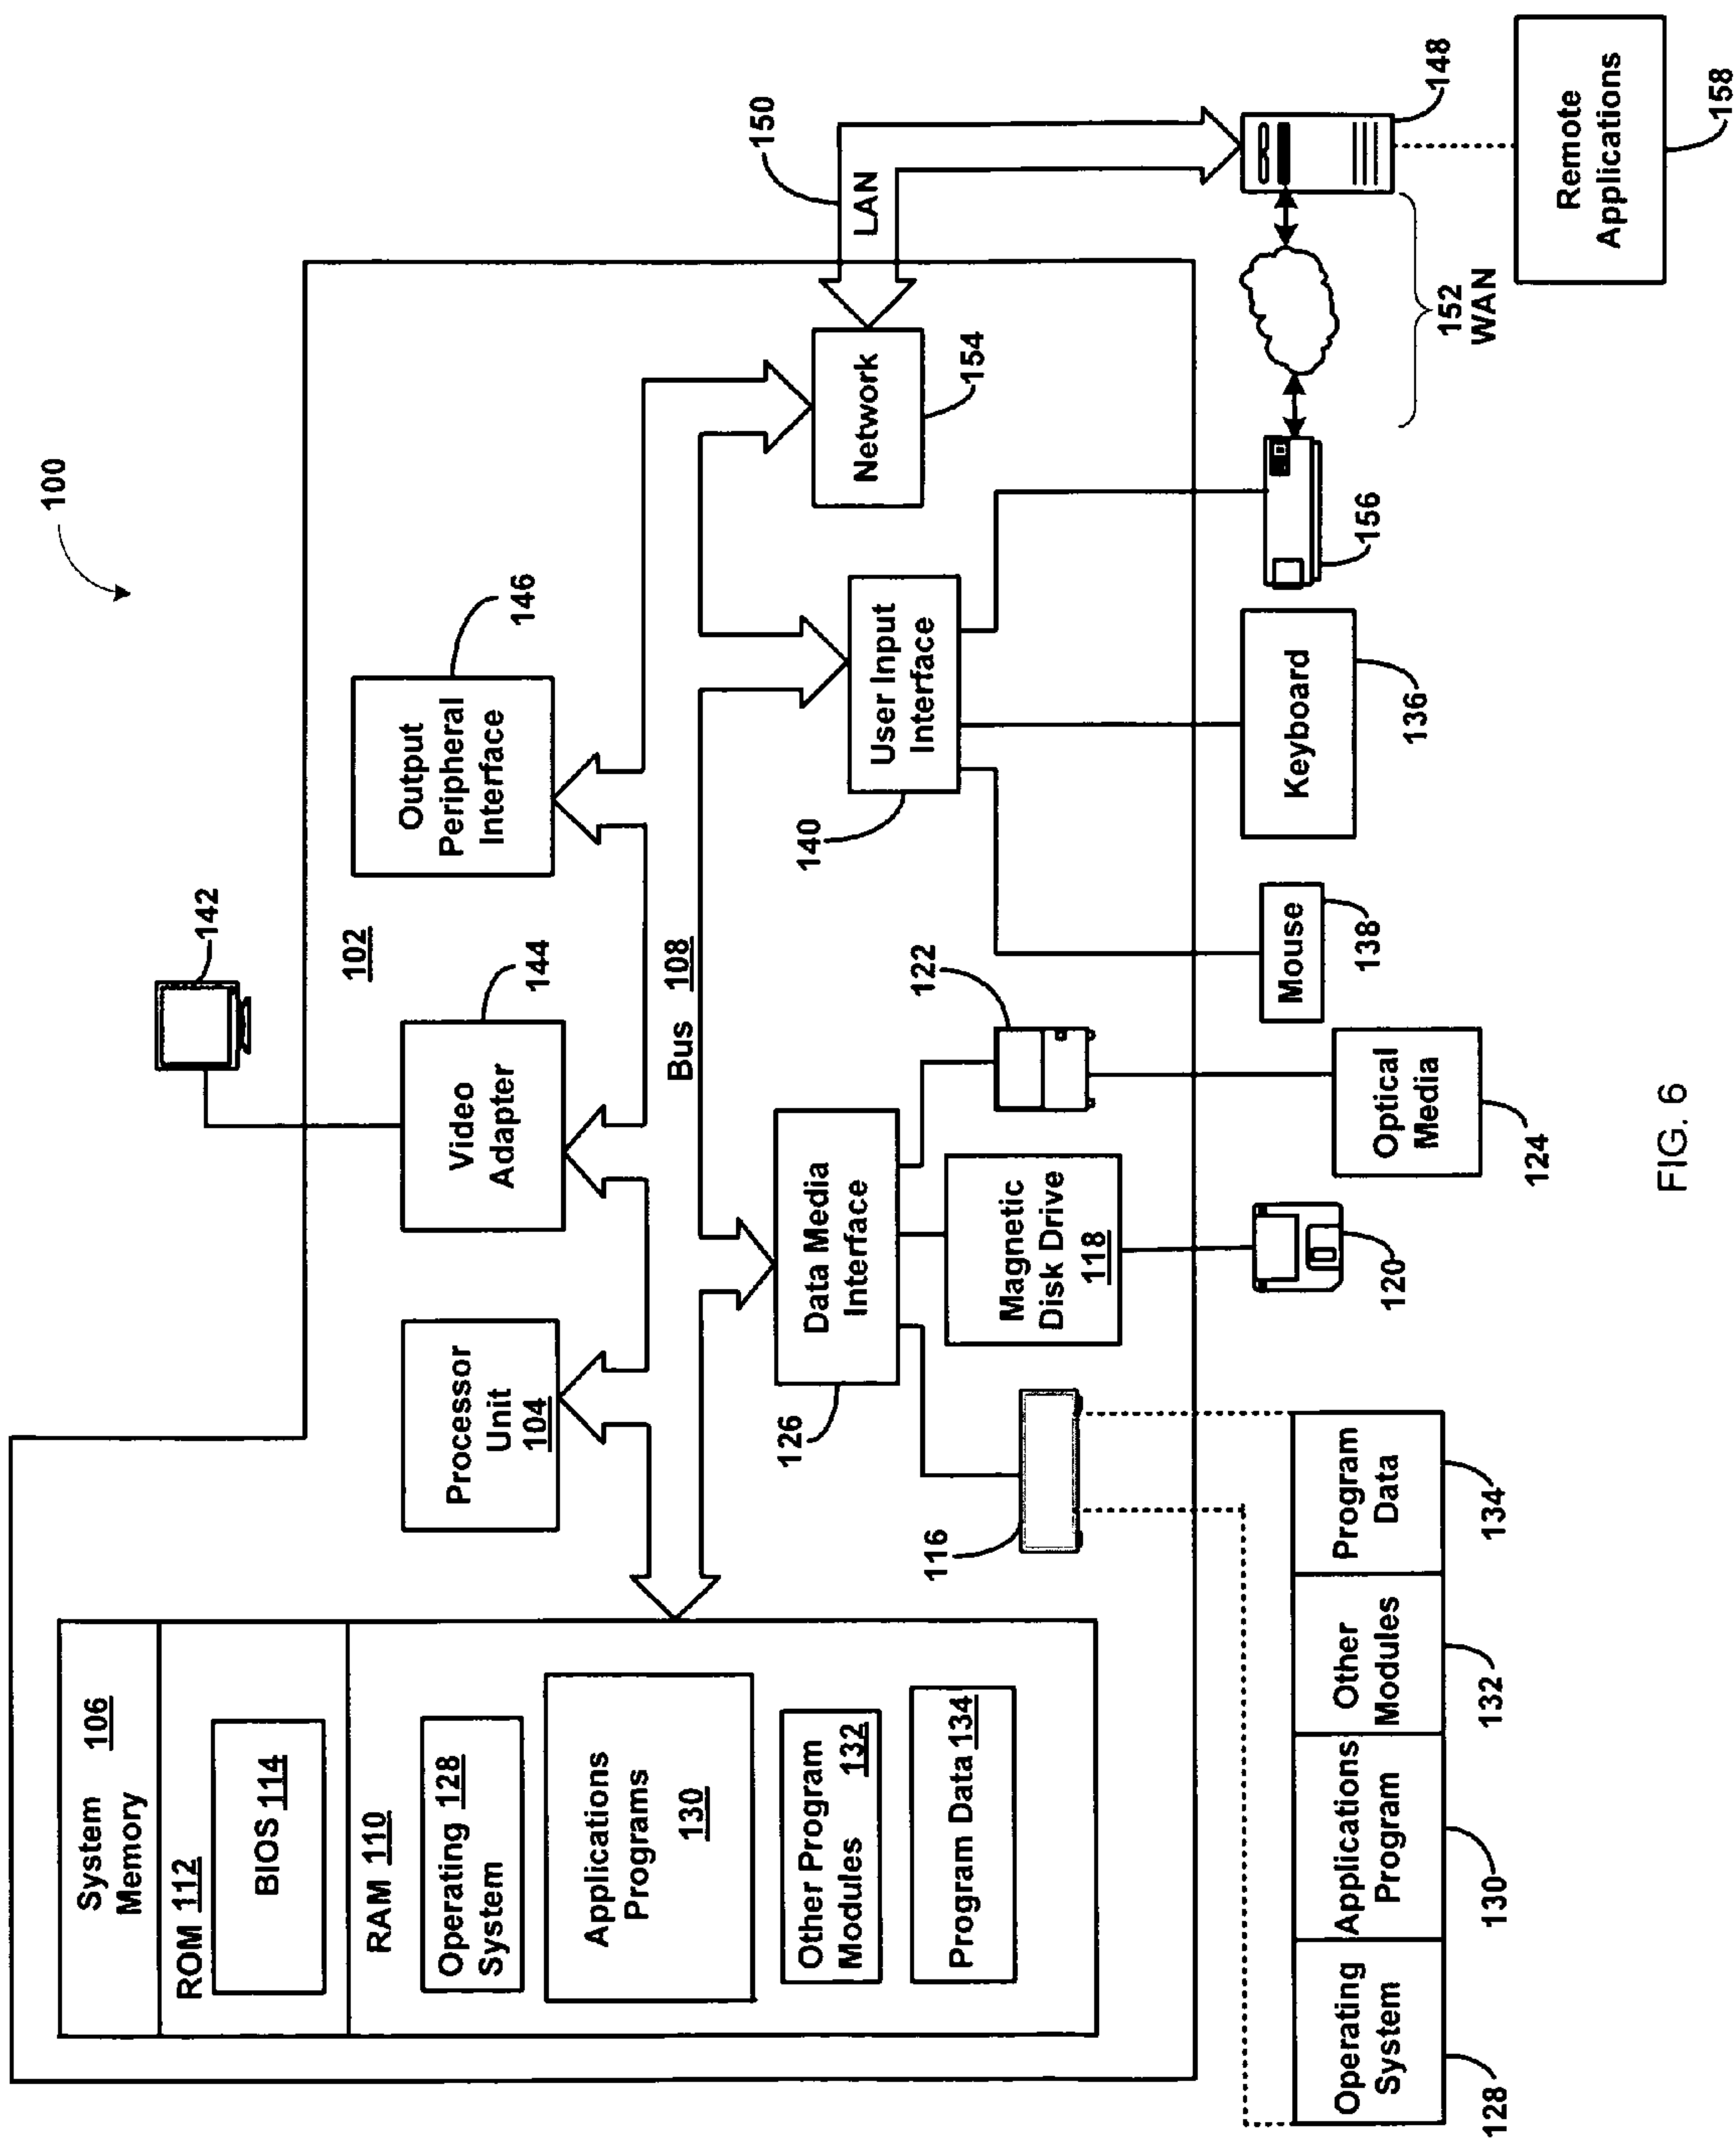 100
142
System 106
Memory
ROM 112
BIOS 114
RAM 110
Operating 128
System
Applications
Programs
130
Other Program
Modules 132
Program Data 134
Processor
Unit
104
Video
Adapter
144
102
Output
Peripheral
Interface
146
Bus 108
Data Media
Interface
126
User Input
Interface
140
Network
154
LAN
150
116
Magnetic
Disk Drive
118
122
120
Optical
Media
124
Mouse
138
Keyboard
136
156
152
WAN
148
Remote
Applications
158
Operating
System
128
Applications
Program
130
Other
Modules
132
Program
Data
134
FIG. 6